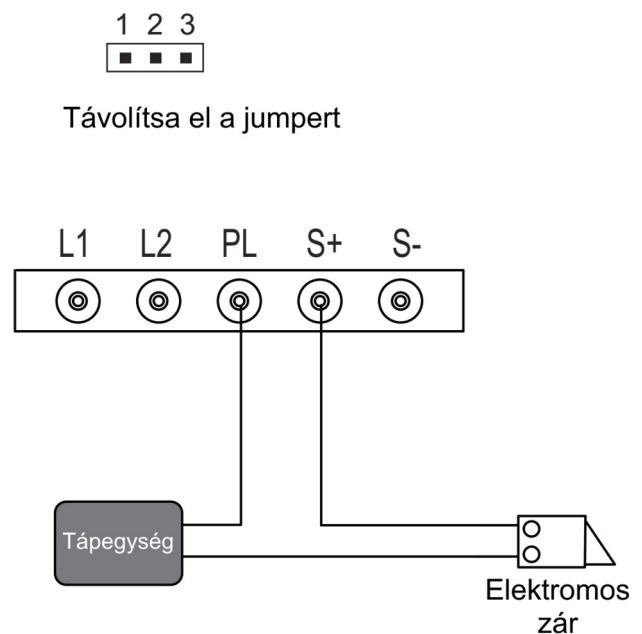 1 2 3
Távolítsa el a jumpert
L1 L2 PL S+ S-
Tápegység
Elektromos
zár